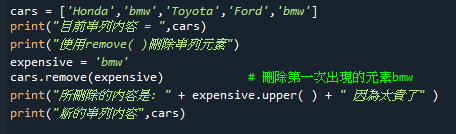 cars = ['Honda','bmw','Toyota','Ford','bmw']
print("目前串列內容 = ",cars)
print("使用remove( )刪除串列元素")
expensive = 'bmw'
cars.remove(expensive)            # 刪除第一次出現的元素bmw
print("所刪除的內容是: " + expensive.upper( ) + " 因為太貴了" )
print("新的串列內容",cars)